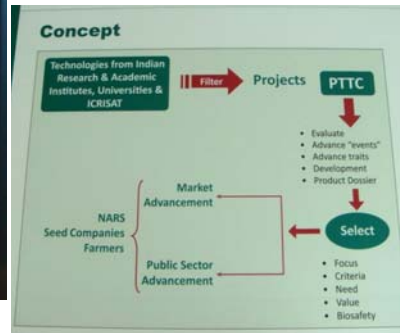 Concept
Technologies from Indian
Research & Academic
Institutes, Universities &
ICRISAT
Filter
Projects
PTTC
• Evaluate
• Advance "events"
• Advance traits
• Development
• Product Dossier
Select
• Focus
• Criteria
• Need
• Value
• Biosafety
Market
Advancement
Public Sector
Advancement
NARS
Seed Companies
Farmers